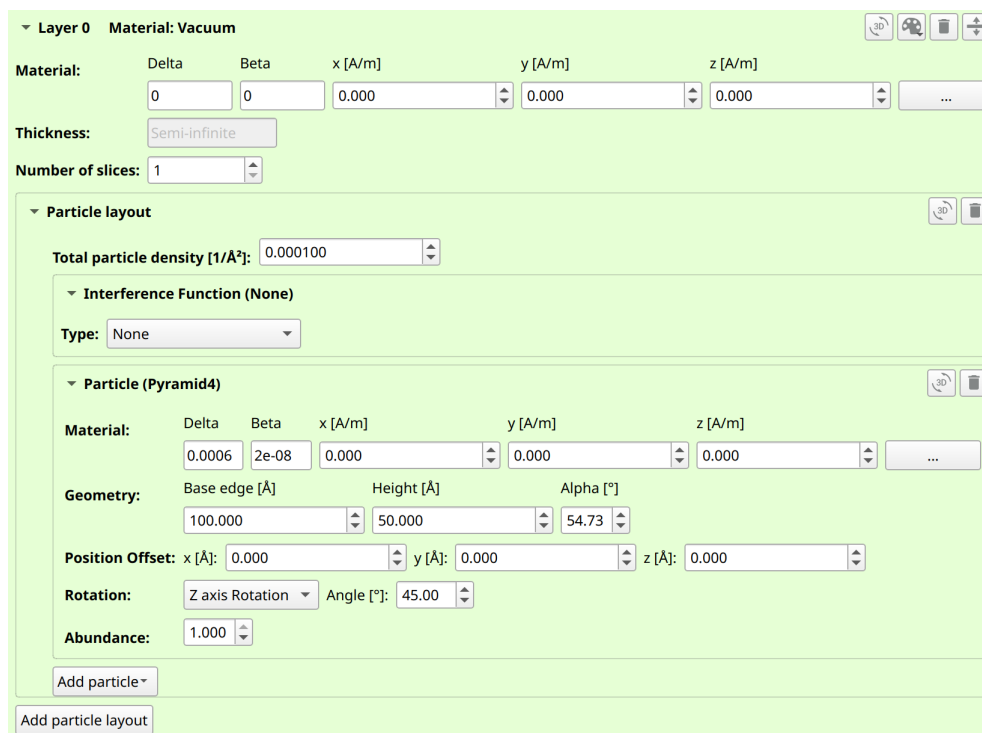 Layer 0 Material: Vacuum 3D
Material: Delta Beta x [A/m] y [A/m] z [A/m]
0 0 0.000 0.000 0.000 ...
Thickness: Semi-infinite
Number of slices: 1
Particle layout 3D
Total particle density [1/Å²]: 0.000100
Interference Function (None)
Type: None
Particle (Pyramid4) 3D
Material: Delta Beta x [A/m] y [A/m] z [A/m]
0.0006 2e-08 0.000 0.000 0.000 ...
Geometry: Base edge [Å] Height [Å] Alpha [°]
100.000 50.000 54.73
Position Offset: x [Å]: 0.000 y [Å]: 0.000 z [Å]: 0.000
Rotation: Z axis Rotation Angle [°]: 45.00
Abundance: 1.000
Add particle
Add particle layout